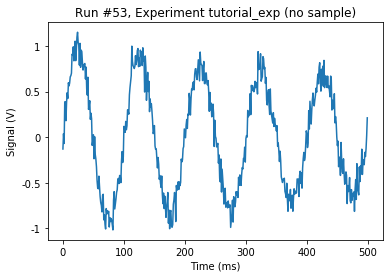 Run #53, Experiment tutorial_exp (no sample)
1
0.5
0
-0.5
-1
Signal (V)
0 100 200 300 400 500
Time (ms)